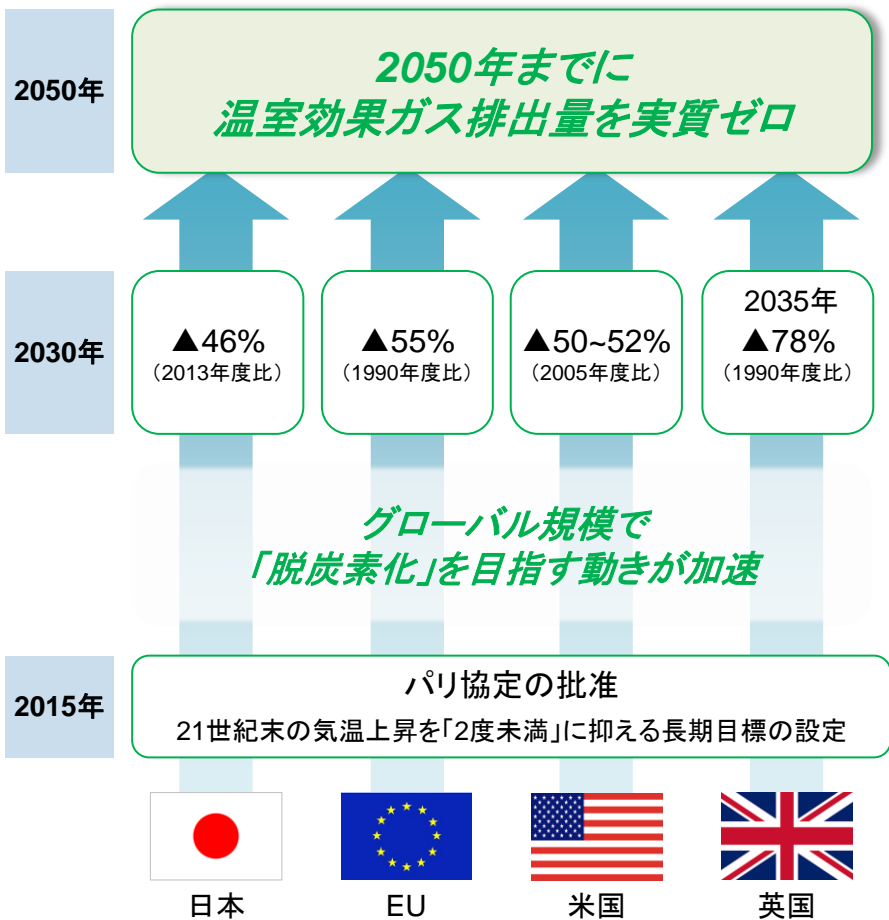 2050年
2050年までに
温室効果ガス排出量を実質ゼロ
2030年
▲46%
（2013年度比）
▲55%
（1990年度比）
▲50~52%
（2005年度比）
2035年
▲78%
（1990年度比）
グローバル規模で
「脱炭素化」を目指す動きが加速
2015年
パリ協定の批准
21世紀末の気温上昇を「2度未満」に抑える長期目標の設定
日本
EU
米国
英国